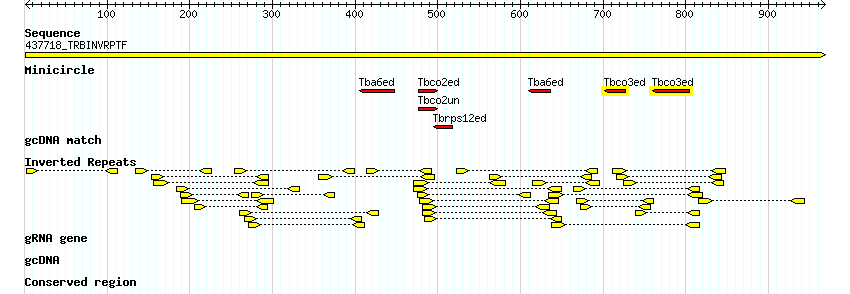 100 200 300 400 500 600 700 800 900
Sequence
437718_TRBINVRPTF
Minicircle
Tba6ed Tbco2ed Tba6ed Tbco3ed Tbco3ed
Tbco2un
Tbrps12ed
gcDNA match
Inverted Repeats
gRNA gene
gcDNA
Conserved region